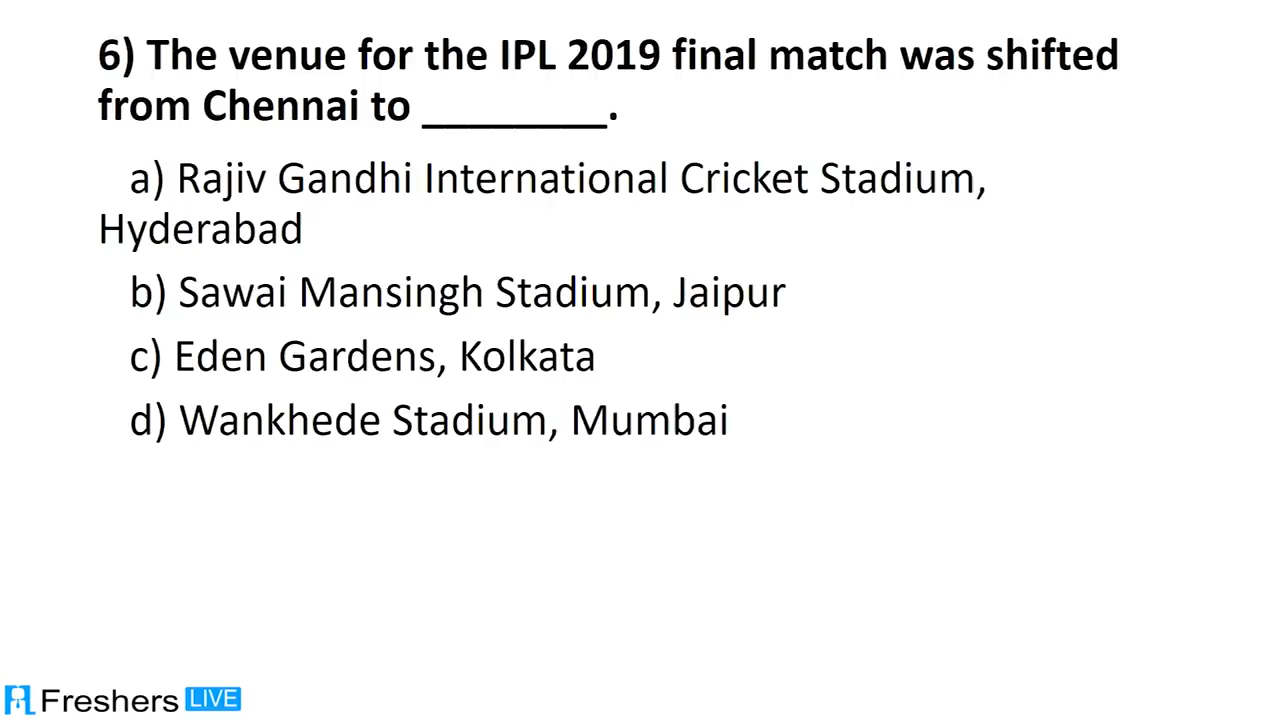 6) The venue for the IPL 2019 final match was shifted
from Chennai to ________.
a) Rajiv Gandhi International Cricket Stadium,
Hyderabad
b) Sawai Mansingh Stadium, Jaipur
c) Eden Gardens, Kolkata
d) Wankhede Stadium, Mumbai
Freshers LIVE